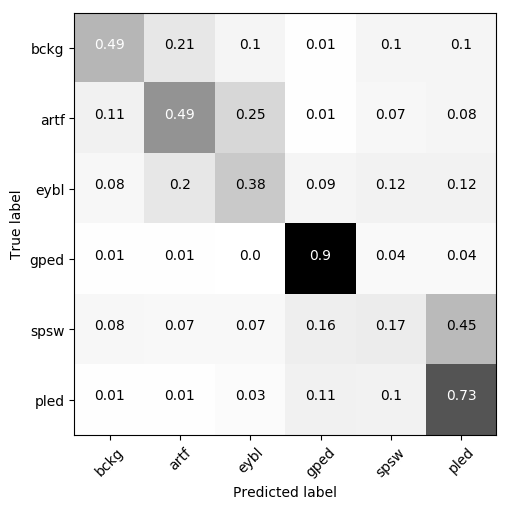 True label
bckg 0.49 0.21 0.1 0.01 0.1 0.1
artf 0.11 0.49 0.25 0.01 0.07 0.08
eybl 0.08 0.2 0.38 0.09 0.12 0.12
gped 0.01 0.01 0.0 0.9 0.04 0.04
spsw 0.08 0.07 0.07 0.16 0.17 0.45
pled 0.01 0.01 0.03 0.11 0.1 0.73
bckg artf eybl gped spsw pled
Predicted label